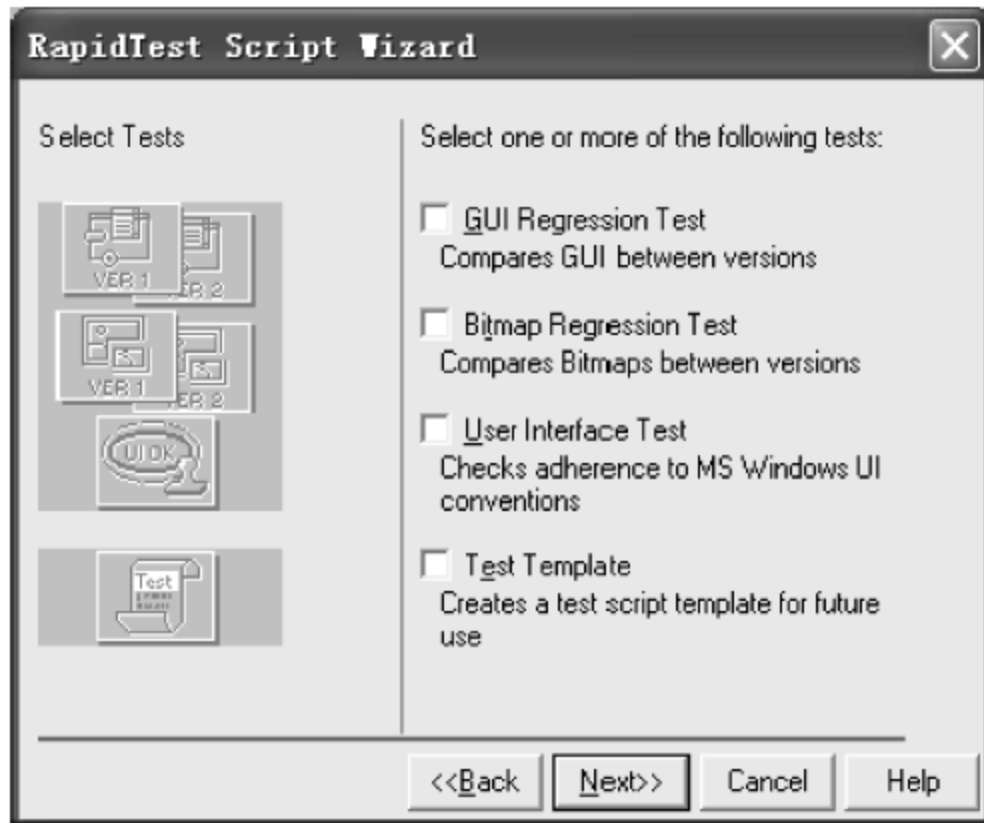 RapidTest Script Wizard
Select Tests
VER 1
VER 2
VER 1
VER 2
UI OK
Test
Select one or more of the following tests:
GUI Regression Test
Compares GUI between versions
Bitmap Regression Test
Compares Bitmaps between versions
User Interface Test
Checks adherence to MS Windows UI
conventions
Test Template
Creates a test script template for future
use
<<Back
Next>>
Cancel
Help